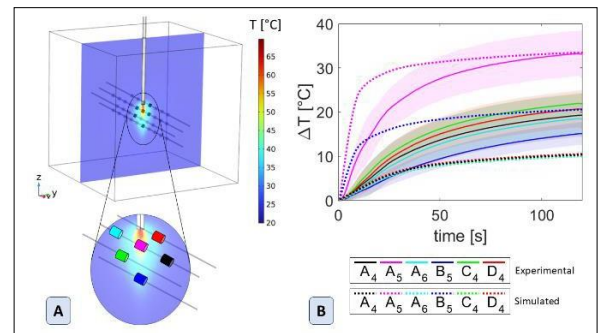 T [°C]
65
60
55
50
45
40
35
30
25
20
z
y
A
40
30
20
10
0
ΔT [°C]
0 50 100
time [s]
B
A4 A5 A6 B5 C4 D4 Experimental
A4 A5 A6 B5 C4 D4 Simulated